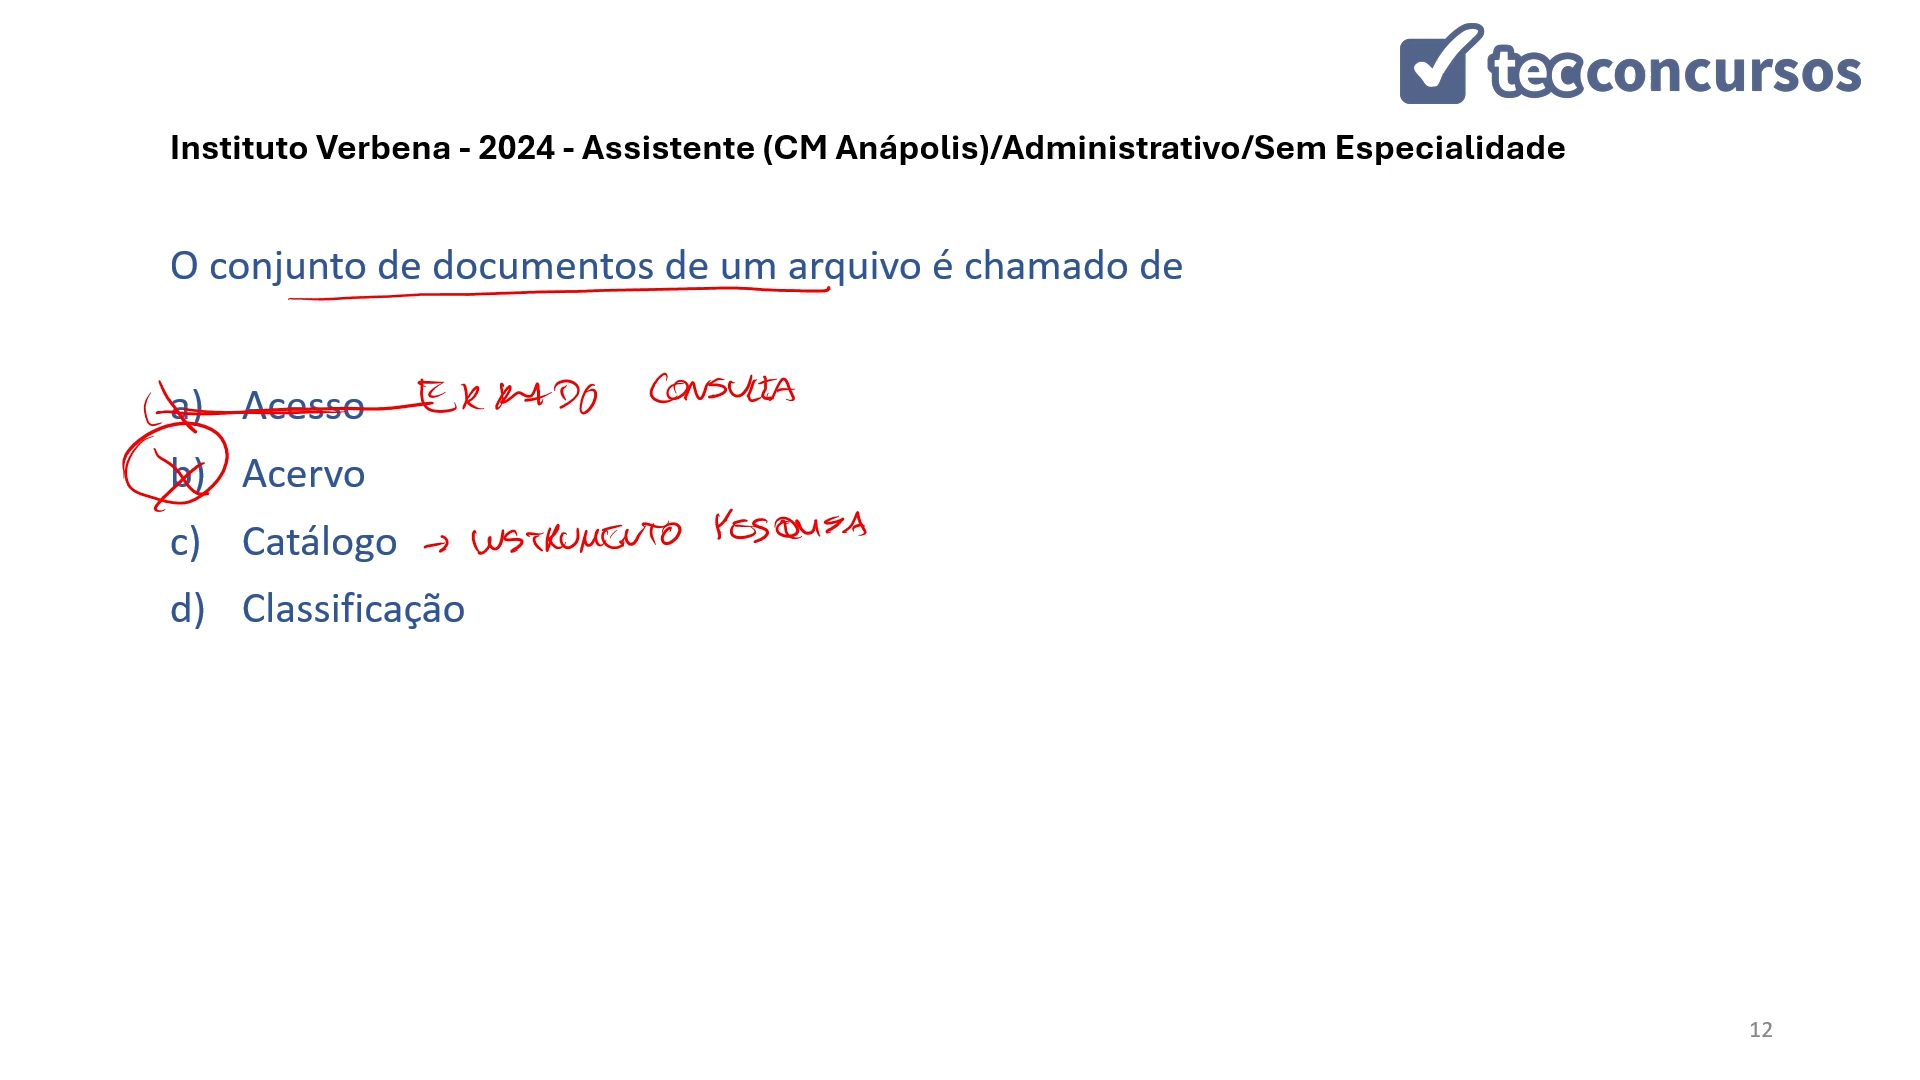 tecconcursos
Instituto Verbena - 2024 - Assistente (CM Anápolis)/Administrativo/Sem Especialidade
O conjunto de documentos de um arquivo é chamado de
a) Acesso ERRADO CONSULTA
b) Acervo
c) Catálogo → INSTRUMENTO PESQUISA
d) Classificação
12